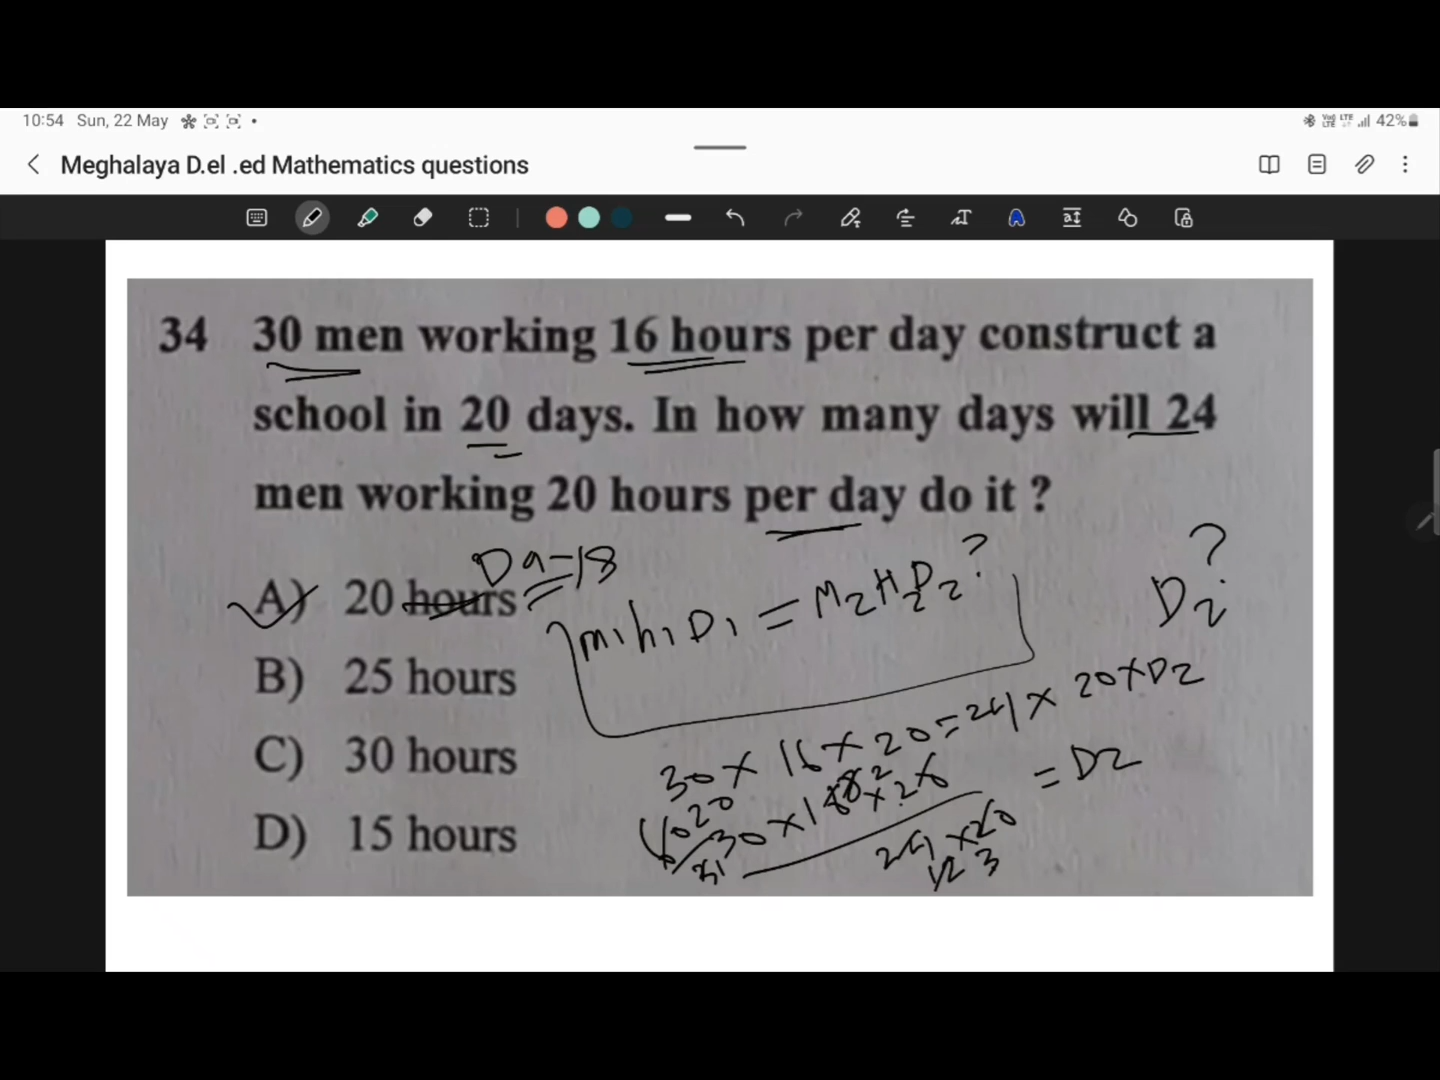 10:54 Sun, 22 May
42%
Meghalaya D.el .ed Mathematics questions
34 30 men working 16 hours per day construct a
school in 20 days. In how many days will 24
men working 20 hours per day do it ?
A) 20 hours
B) 25 hours
C) 30 hours
D) 15 hours
m1h1D1 = M2H2D2 ?
?
D2
30 × 16 × 20 = 24 × 20 × D2
= D2
24 × 20